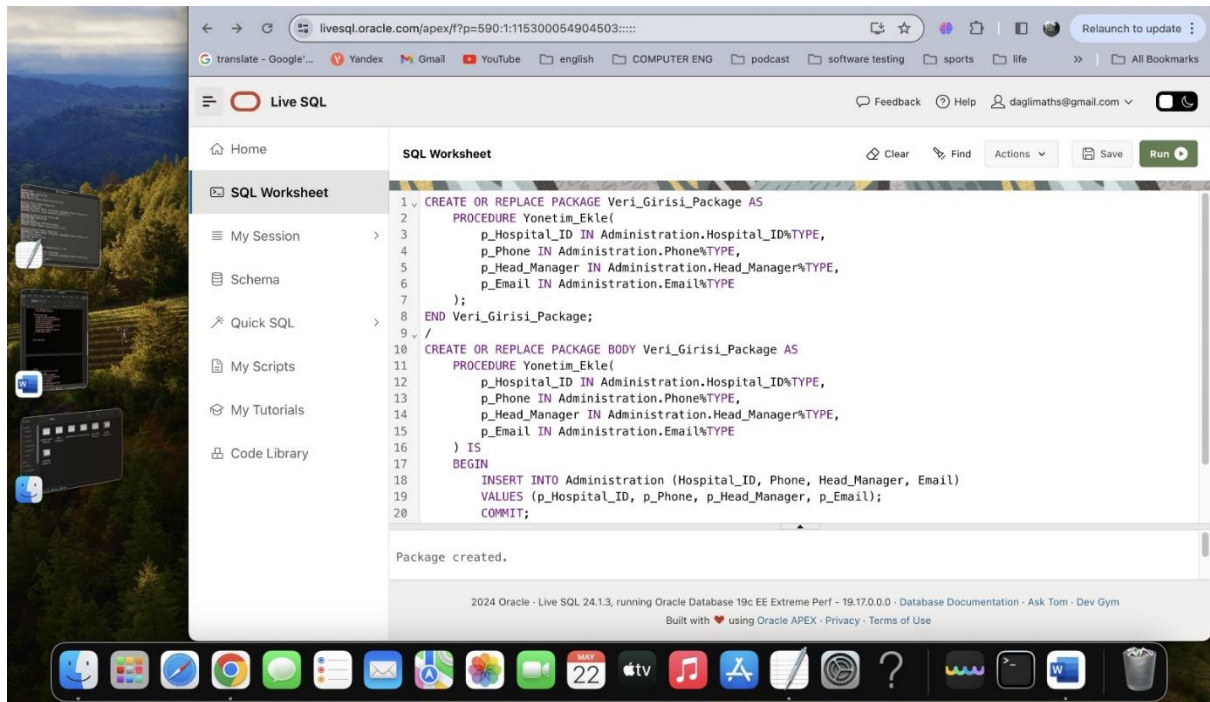 livesql.oracle.com/apex/f?p=590:1:115300054904503:::::
Relaunch to update
translate - Google'...
Yandex
Gmail
YouTube
english
COMPUTER ENG
podcast
software testing
sports
life
»
All Bookmarks
Live SQL
Feedback
Help
daglimaths@gmail.com
Home
SQL Worksheet
My Session
Schema
Quick SQL
My Scripts
My Tutorials
Code Library
SQL Worksheet
Clear
Find
Actions
Save
Run
1 CREATE OR REPLACE PACKAGE Veri_Girisi_Package AS
2 PROCEDURE Yonetim_Ekle(
3 p_Hospital_ID IN Administration.Hospital_ID%TYPE,
4 p_Phone IN Administration.Phone%TYPE,
5 p_Head_Manager IN Administration.Head_Manager%TYPE,
6 p_Email IN Administration.Email%TYPE
7 );
8 END Veri_Girisi_Package;
9 /
10 CREATE OR REPLACE PACKAGE BODY Veri_Girisi_Package AS
11 PROCEDURE Yonetim_Ekle(
12 p_Hospital_ID IN Administration.Hospital_ID%TYPE,
13 p_Phone IN Administration.Phone%TYPE,
14 p_Head_Manager IN Administration.Head_Manager%TYPE,
15 p_Email IN Administration.Email%TYPE
16 ) IS
17 BEGIN
18 INSERT INTO Administration (Hospital_ID, Phone, Head_Manager, Email)
19 VALUES (p_Hospital_ID, p_Phone, p_Head_Manager, p_Email);
20 COMMIT;
Package created.
2024 Oracle · Live SQL 24.1.3, running Oracle Database 19c EE Extreme Perf - 19.17.0.0.0 · Database Documentation · Ask Tom · Dev Gym
Built with ❤ using Oracle APEX · Privacy · Terms of Use
MAY
22
tv
W
W